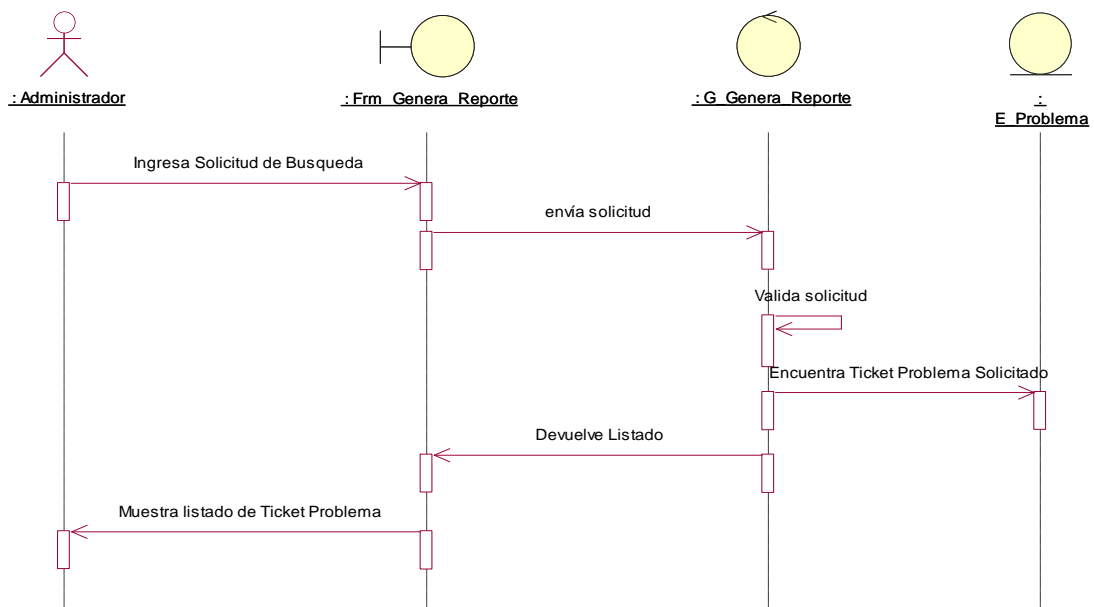 : Administrador
: Frm_Genera_Reporte
: G_Genera_Reporte
:
E_Problema
Ingresa Solicitud de Busqueda
envía solicitud
Valida solicitud
Encuentra Ticket Problema Solicitado
Devuelve Listado
Muestra listado de Ticket Problema